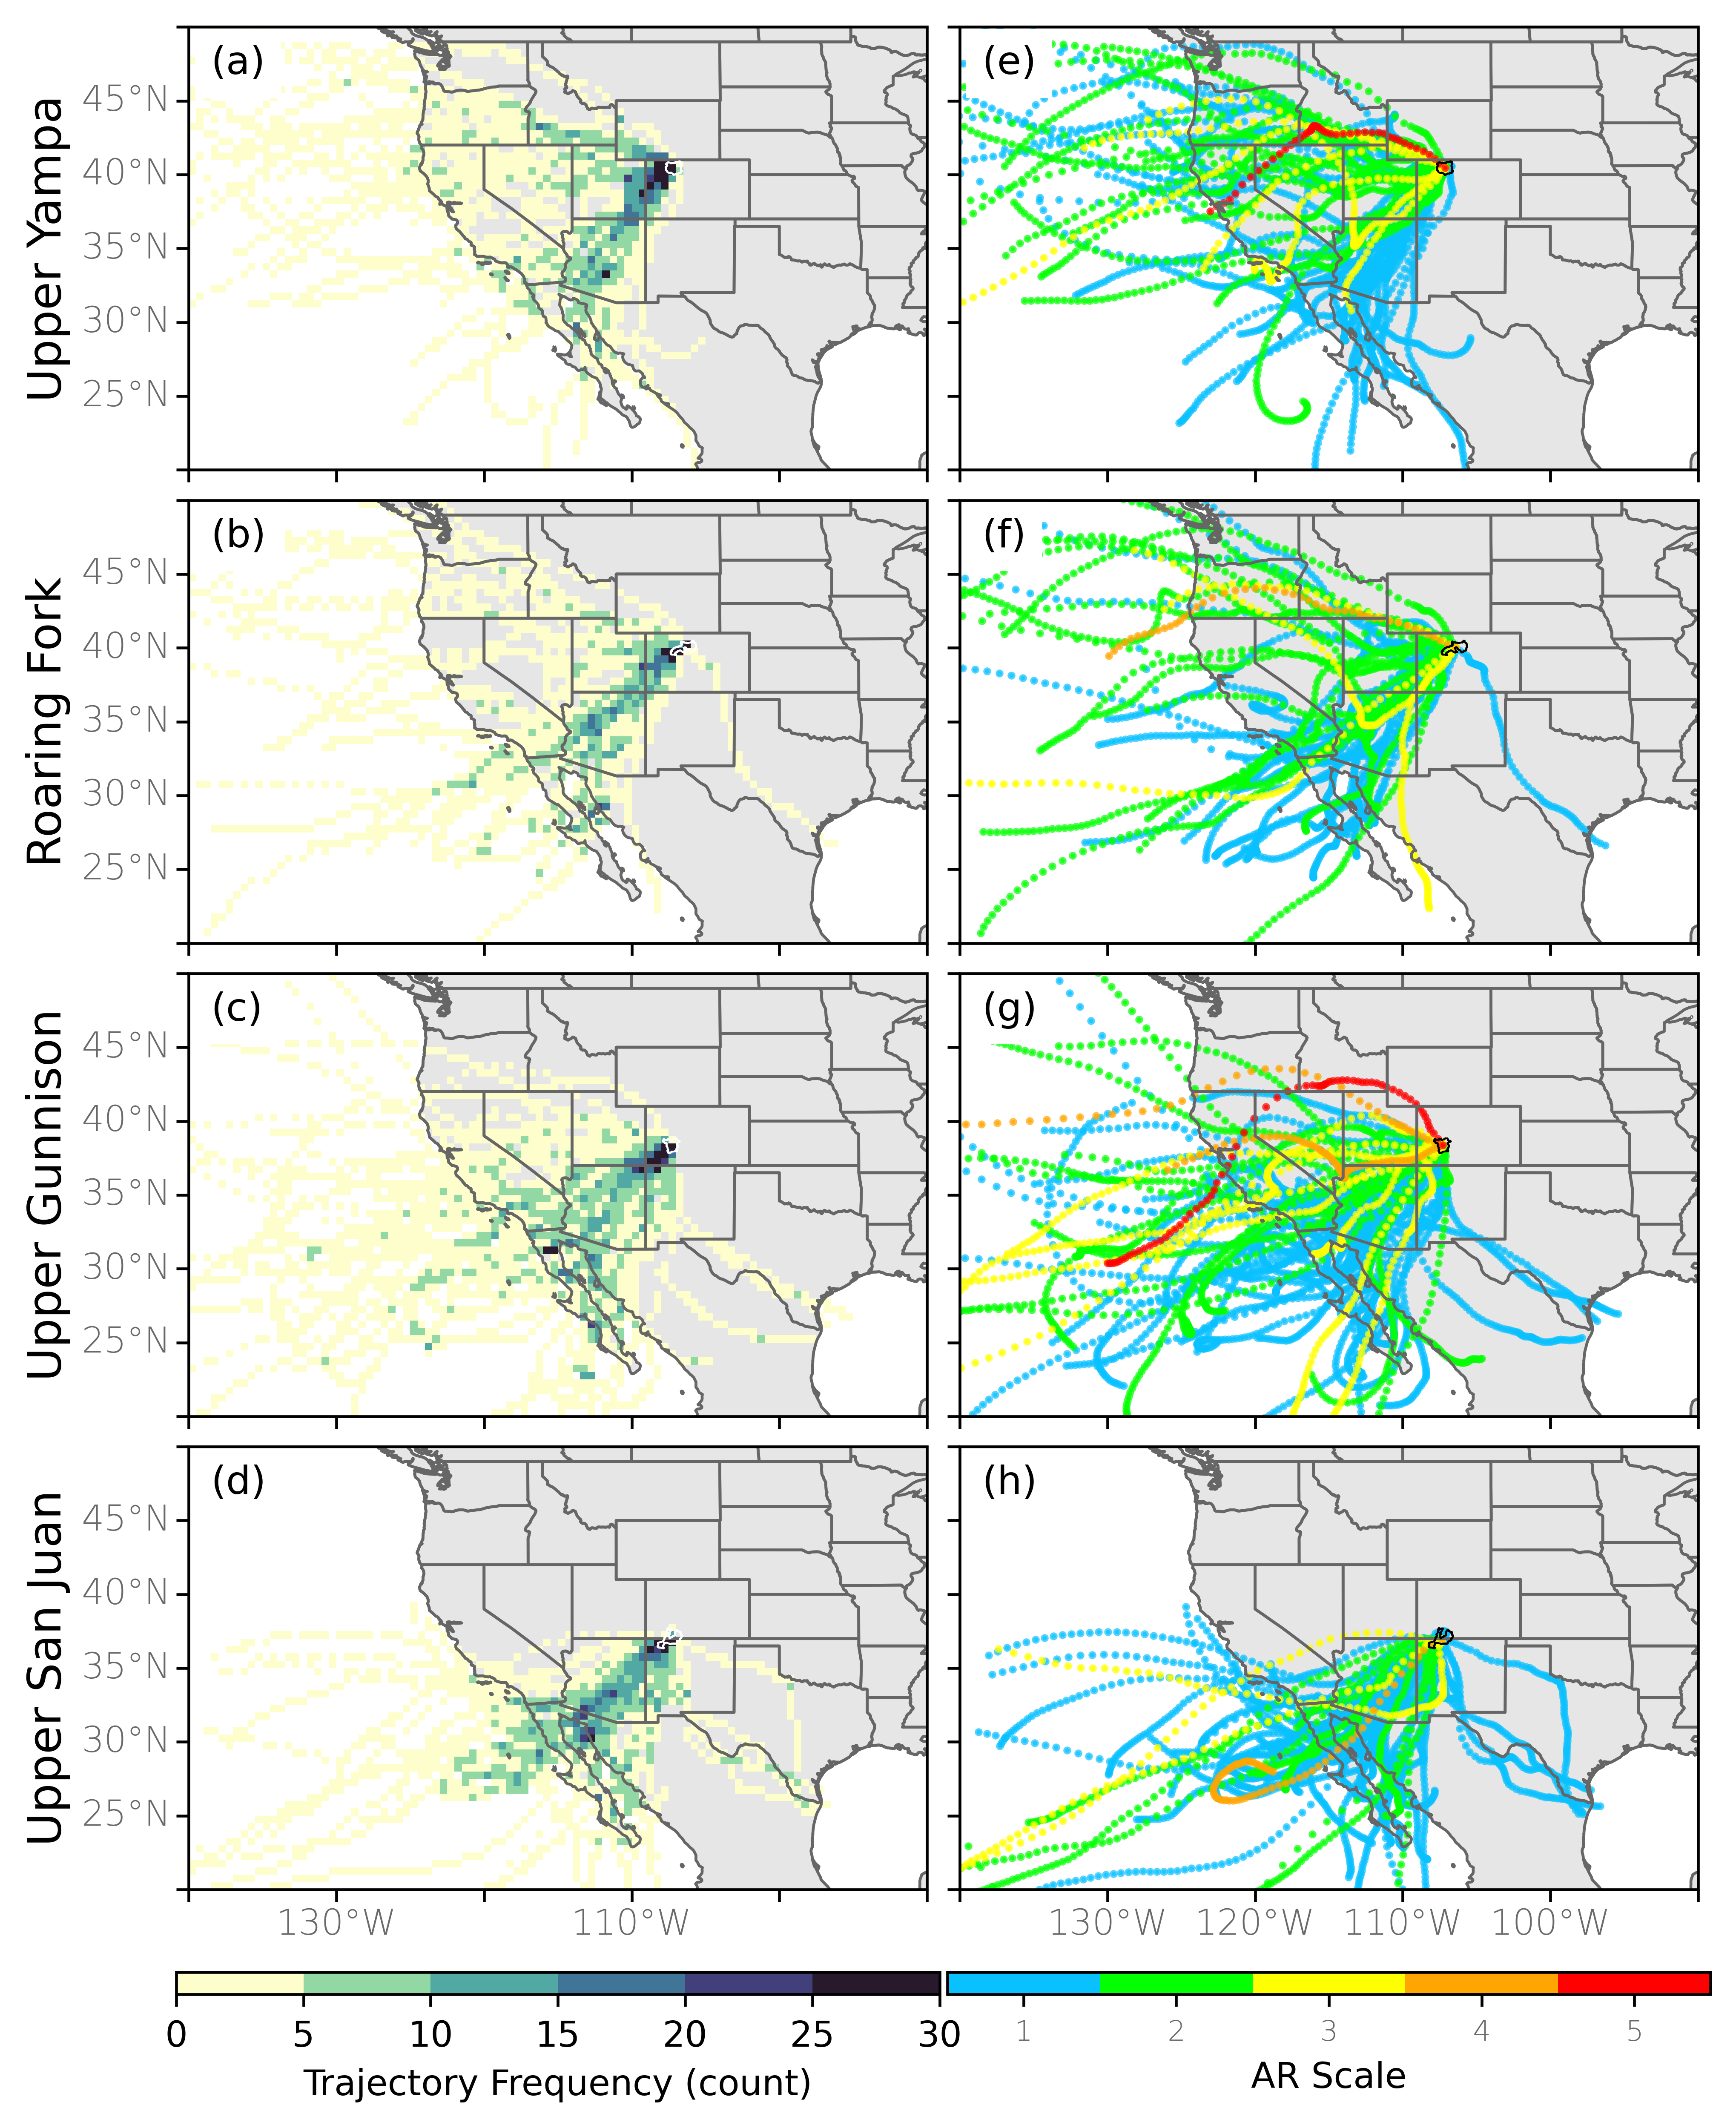 (a)
(e)
Upper Yampa
45°N
40°N
35°N
30°N
25°N
(b)
(f)
Roaring Fork
45°N
40°N
35°N
30°N
25°N
(c)
(g)
Upper Gunnison
45°N
40°N
35°N
30°N
25°N
(d)
(h)
Upper San Juan
45°N
40°N
35°N
30°N
25°N
130°W 110°W
130°W 120°W 110°W 100°W
0 5 10 15 20 25 30
Trajectory Frequency (count)
1 2 3 4 5
AR Scale